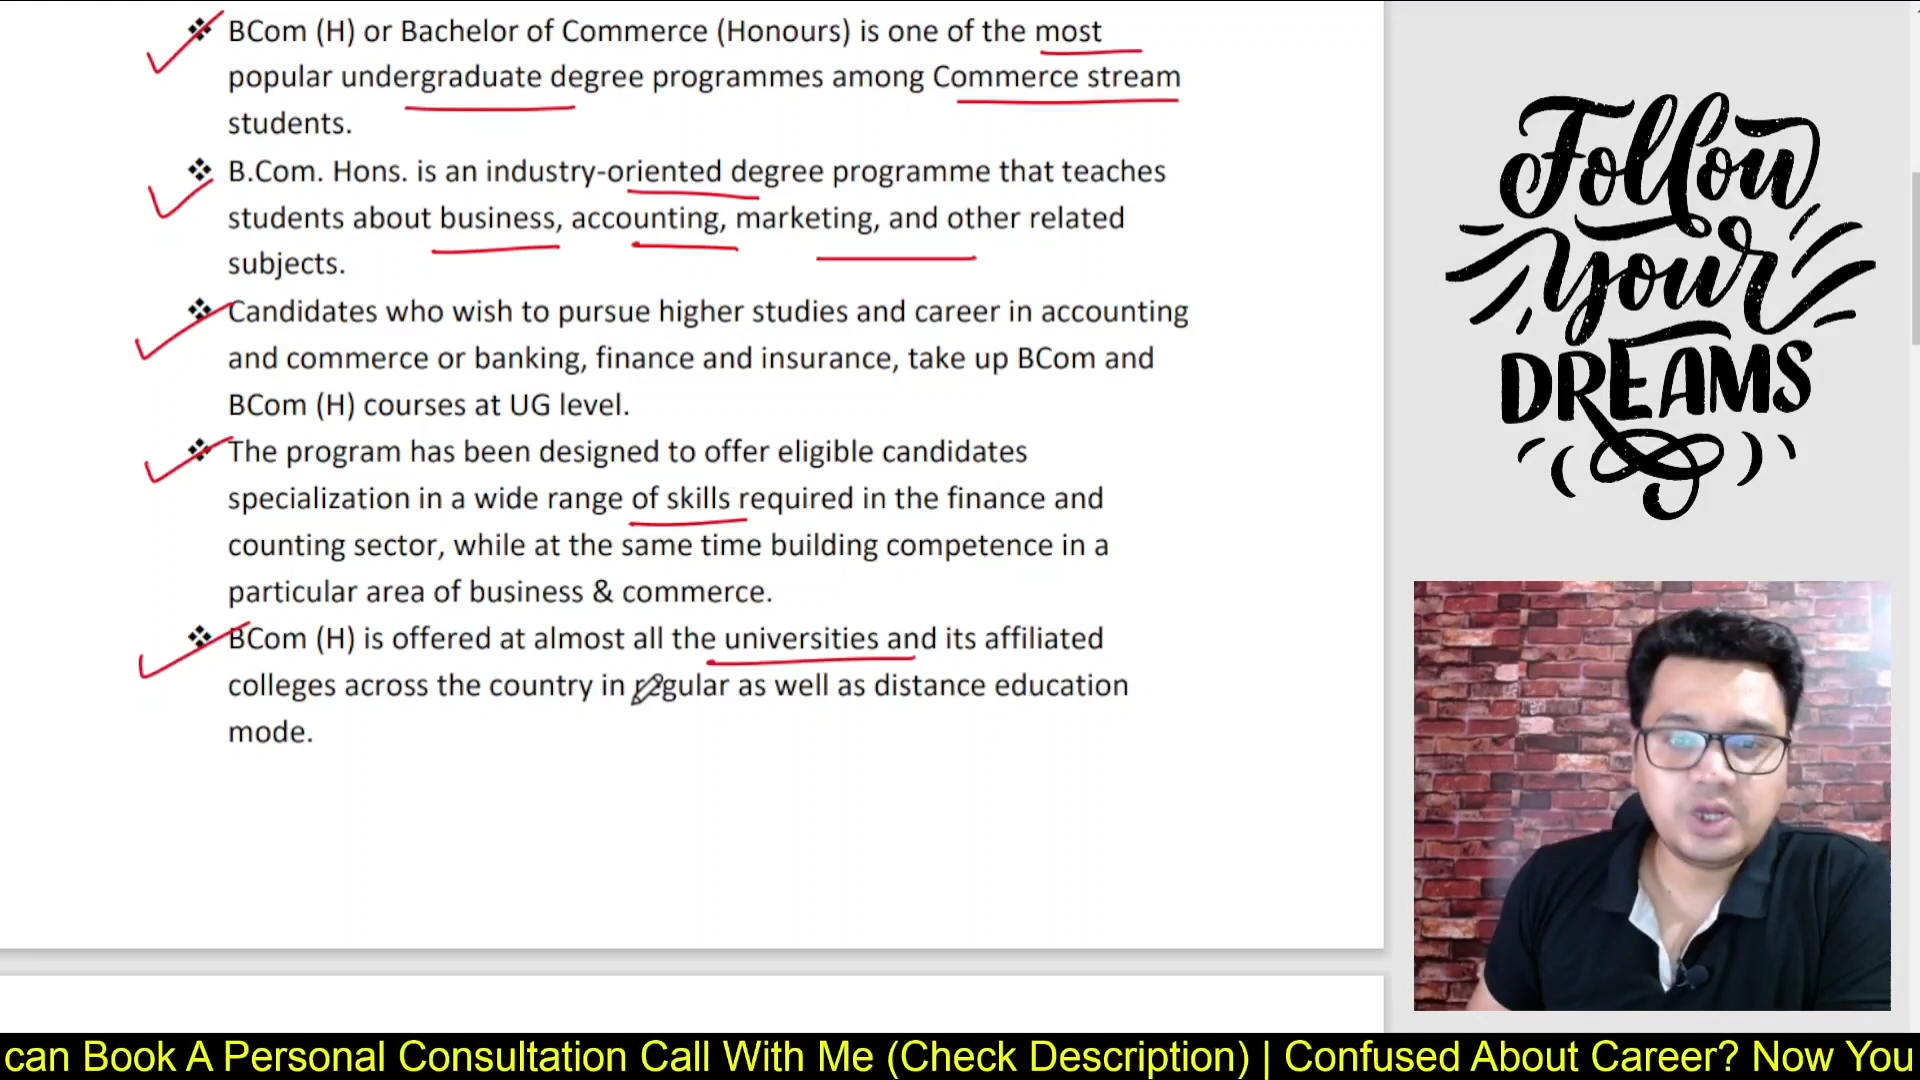 BCom (H) or Bachelor of Commerce (Honours) is one of the most
popular undergraduate degree programmes among Commerce stream
students.
B.Com. Hons. is an industry-oriented degree programme that teaches
students about business, accounting, marketing, and other related
subjects.
Candidates who wish to pursue higher studies and career in accounting
and commerce or banking, finance and insurance, take up BCom and
BCom (H) courses at UG level.
The program has been designed to offer eligible candidates
specialization in a wide range of skills required in the finance and
counting sector, while at the same time building competence in a
particular area of business & commerce.
BCom (H) is offered at almost all the universities and its affiliated
colleges across the country in regular as well as distance education
mode.
Follow
Your
DREAMS
can Book A Personal Consultation Call With Me (Check Description) | Confused About Career? Now You